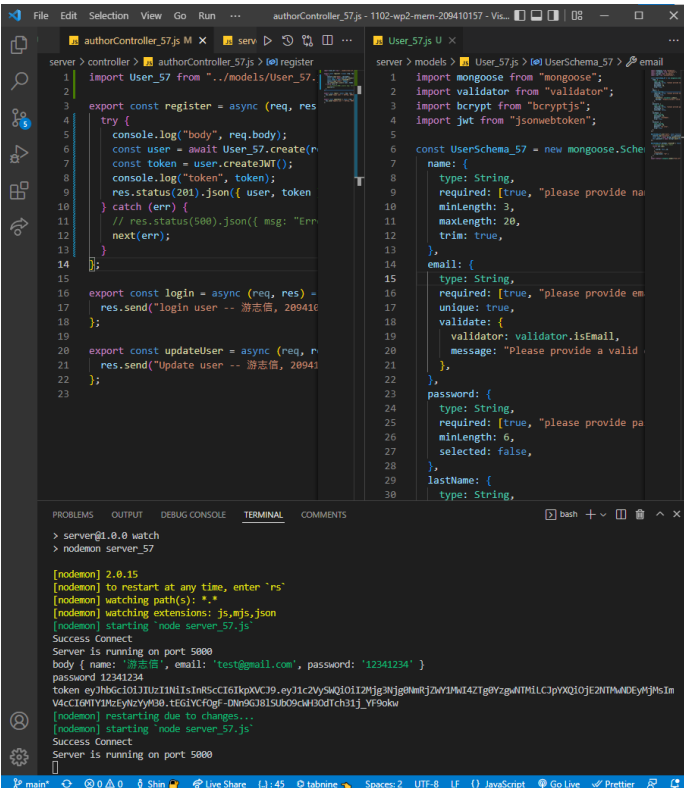 File Edit Selection View Go Run ··· authorController_57.js - 1102-wp2-mern-209410157 - Vis...
authorController_57.js M serv
User_57.js U
server > controller > authorController_57.js > register
server > models > User_57.js > UserSchema_57 > email
1 import User_57 from "../models/User_57.
2
3 export const register = async (req, res
4 try {
5 console.log("body", req.body);
6 const user = await User_57.create(r
7 const token = user.createJWT();
8 console.log("token", token);
9 res.status(201).json({ user, token
10 } catch (err) {
11 // res.status(500).json({ msg: "Erro
12 next(err);
13 }
14 };
15
16 export const login = async (req, res) =
17 res.send("login user -- 游志信, 209410
18 };
19
20 export const updateUser = async (req, r
21 res.send("Update user -- 游志信, 20941
22 };
23
1 import mongoose from "mongoose";
2 import validator from "validator";
3 import bcrypt from "bcryptjs";
4 import jwt from "jsonwebtoken";
5
6 const UserSchema_57 = new mongoose.Sche
7 name: {
8 type: String,
9 required: [true, "please provide na
10 minLength: 3,
11 maxLength: 20,
12 trim: true,
13 },
14 email: {
15 type: String,
16 required: [true, "please provide em
17 unique: true,
18 validate: {
19 validator: validator.isEmail,
20 message: "Please provide a valid
21 },
22 },
23 password: {
24 type: String,
25 required: [true, "please provide pa
26 minLength: 6,
27 selected: false,
28 },
29 lastName: {
30 type: String,
PROBLEMS OUTPUT DEBUG CONSOLE TERMINAL COMMENTS bash
> server@1.0.0 watch
> nodemon server_57
[nodemon] 2.0.15
[nodemon] to restart at any time, enter `rs`
[nodemon] watching path(s): *.*
[nodemon] watching extensions: js,mjs,json
[nodemon] starting `node server_57.js`
Success Connect
Server is running on port 5000
body { name: '游志信', email: 'test@gmail.com', password: '12341234' }
password 12341234
token
[nodemon] restarting due to changes...
[nodemon] starting `node server_57.js`
Success Connect
Server is running on port 5000
main* 0 0 Shin Live Share {..}: 45 tabnine Spaces: 2 UTF-8 LF {} JavaScript Go Live Prettier